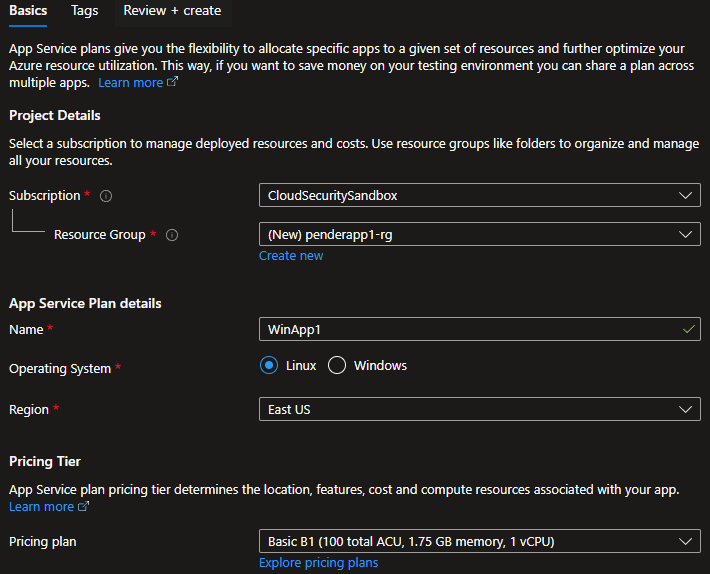 Basics Tags Review + create
App Service plans give you the flexibility to allocate specific apps to a given set of resources and further optimize your
Azure resource utilization. This way, if you want to save money on your testing environment you can share a plan across
multiple apps. Learn more
Project Details
Select a subscription to manage deployed resources and costs. Use resource groups like folders to organize and manage
all your resources.
Subscription * CloudSecuritySandbox
Resource Group * (New) penderapp1-rg
Create new
App Service Plan details
Name * WinApp1
Operating System * Linux Windows
Region * East US
Pricing Tier
App Service plan pricing tier determines the location, features, cost and compute resources associated with your app.
Learn more
Pricing plan Basic B1 (100 total ACU, 1.75 GB memory, 1 vCPU)
Explore pricing plans